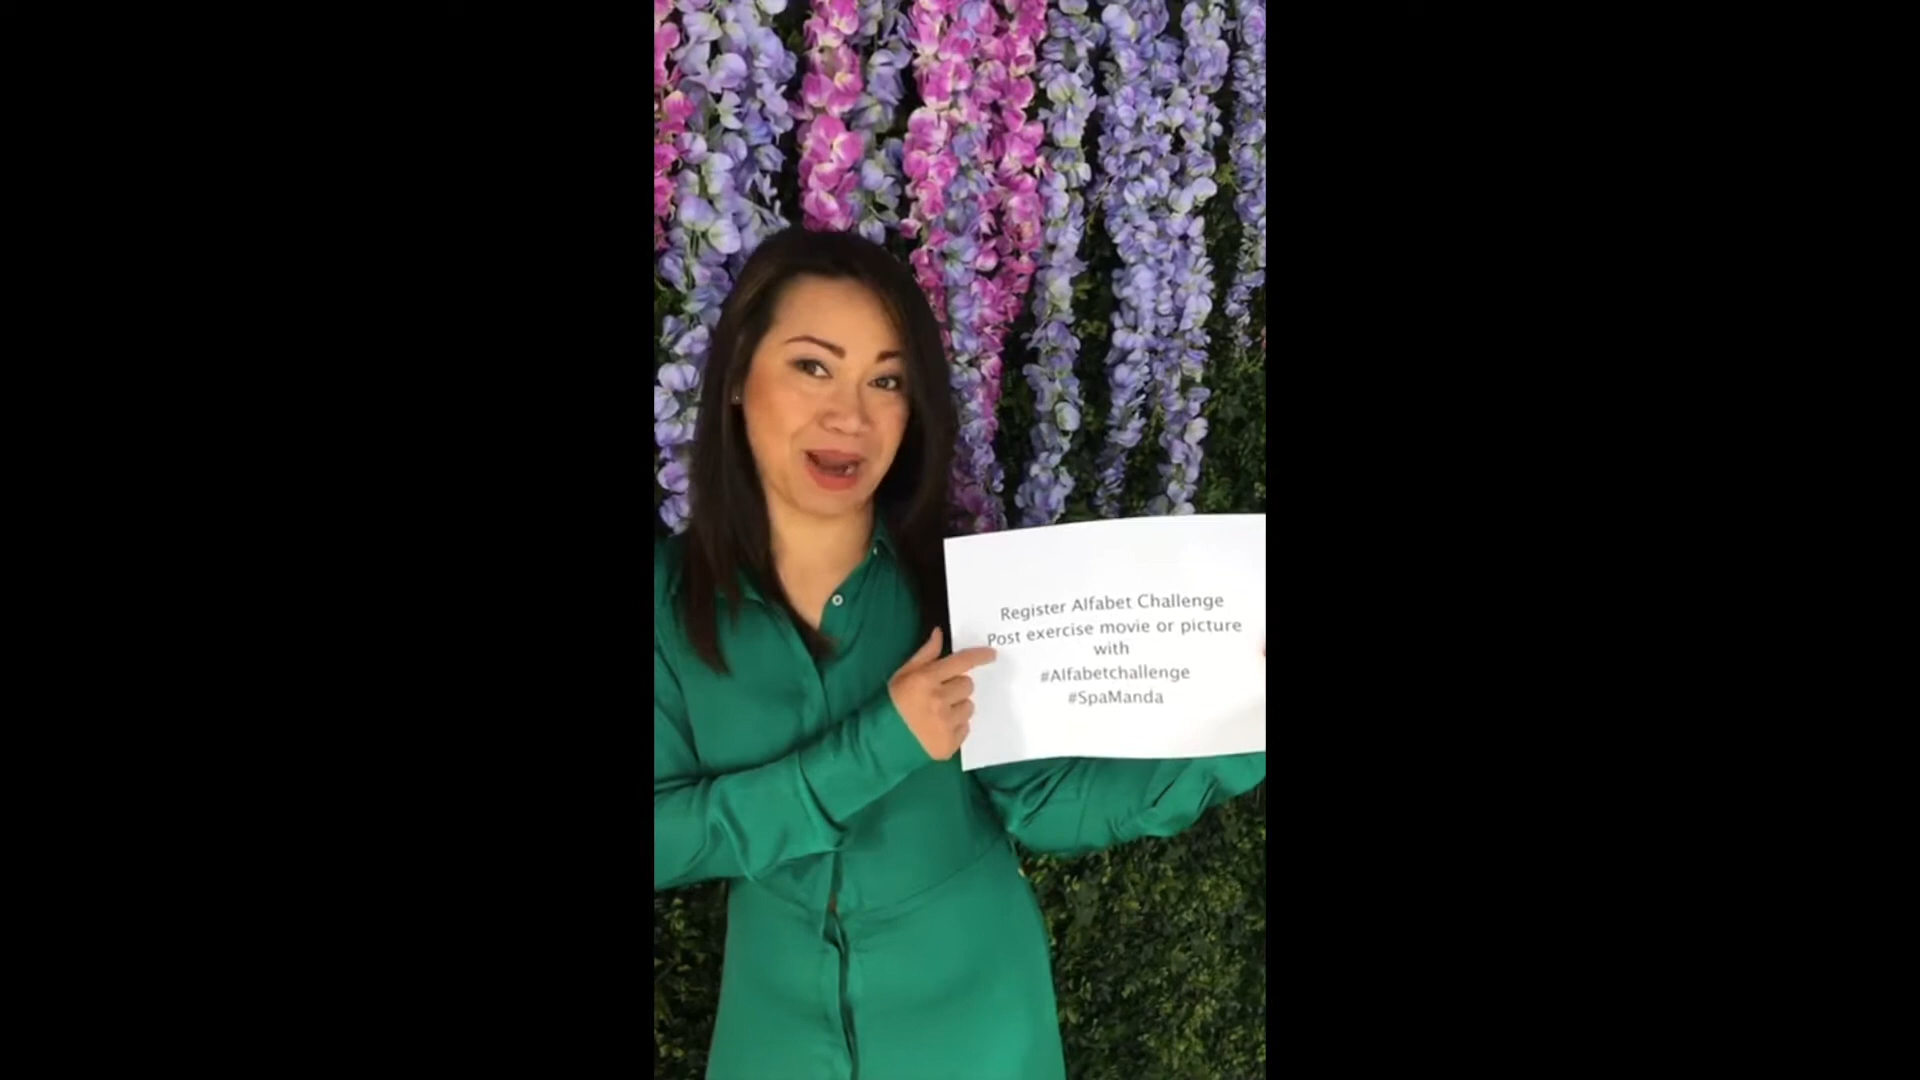 Register Alfabet Challenge
Post exercise movie or picture
with
#Alfabetchallenge
#SpaManda